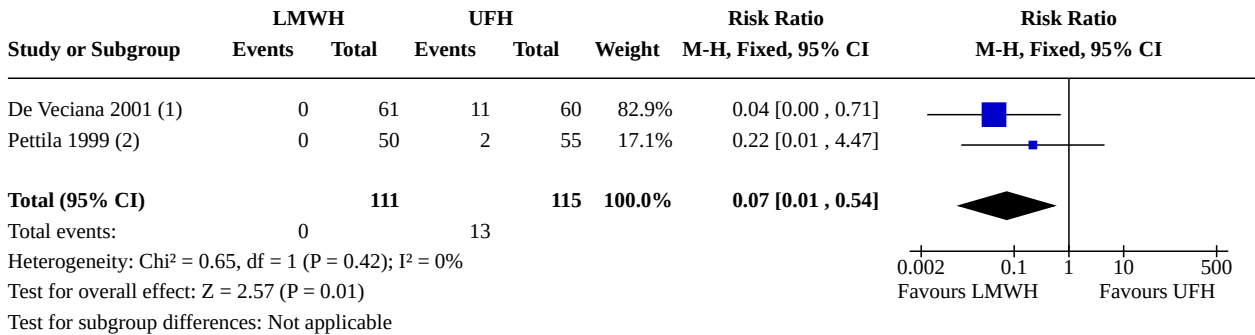 LMWH UFH Risk Ratio Risk Ratio
Study or Subgroup Events Total Events Total Weight M-H, Fixed, 95% CI M-H, Fixed, 95% CI
De Veciana 2001 (1) 0 61 11 60 82.9% 0.04 [0.00 , 0.71]
Pettila 1999 (2) 0 50 2 55 17.1% 0.22 [0.01 , 4.47]
Total (95% CI) 111 115 100.0% 0.07 [0.01 , 0.54]
Total events: 0 13
Heterogeneity: Chi² = 0.65, df = 1 (P = 0.42); I² = 0%
0.002 0.1 1 10 500
Test for overall effect: Z = 2.57 (P = 0.01)
Favours LMWH Favours UFH
Test for subgroup differences: Not applicable